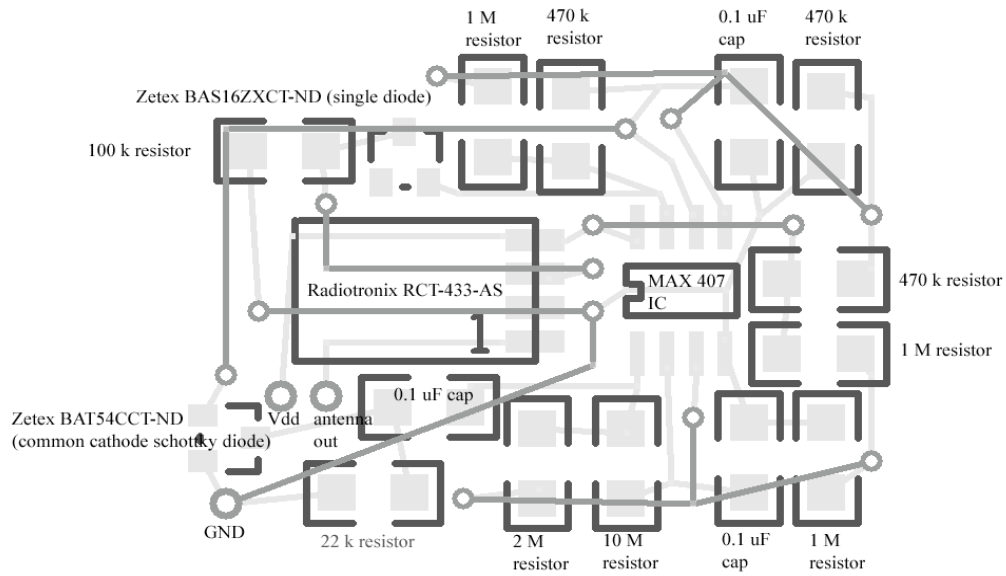 1 M
resistor
470 k
resistor
0.1 uF
cap
470 k
resistor
Zetex BAS16ZXCT-ND (single diode)
100 k resistor
Radiotronix RCT-433-AS
1
MAX 407
IC
470 k resistor
1 M resistor
0.1 uF cap
Vdd
antenna
out
Zetex BAT54CCT-ND
(common cathode schottky diode)
GND
22 k resistor
2 M
resistor
10 M
resistor
0.1 uF
cap
1 M
resistor